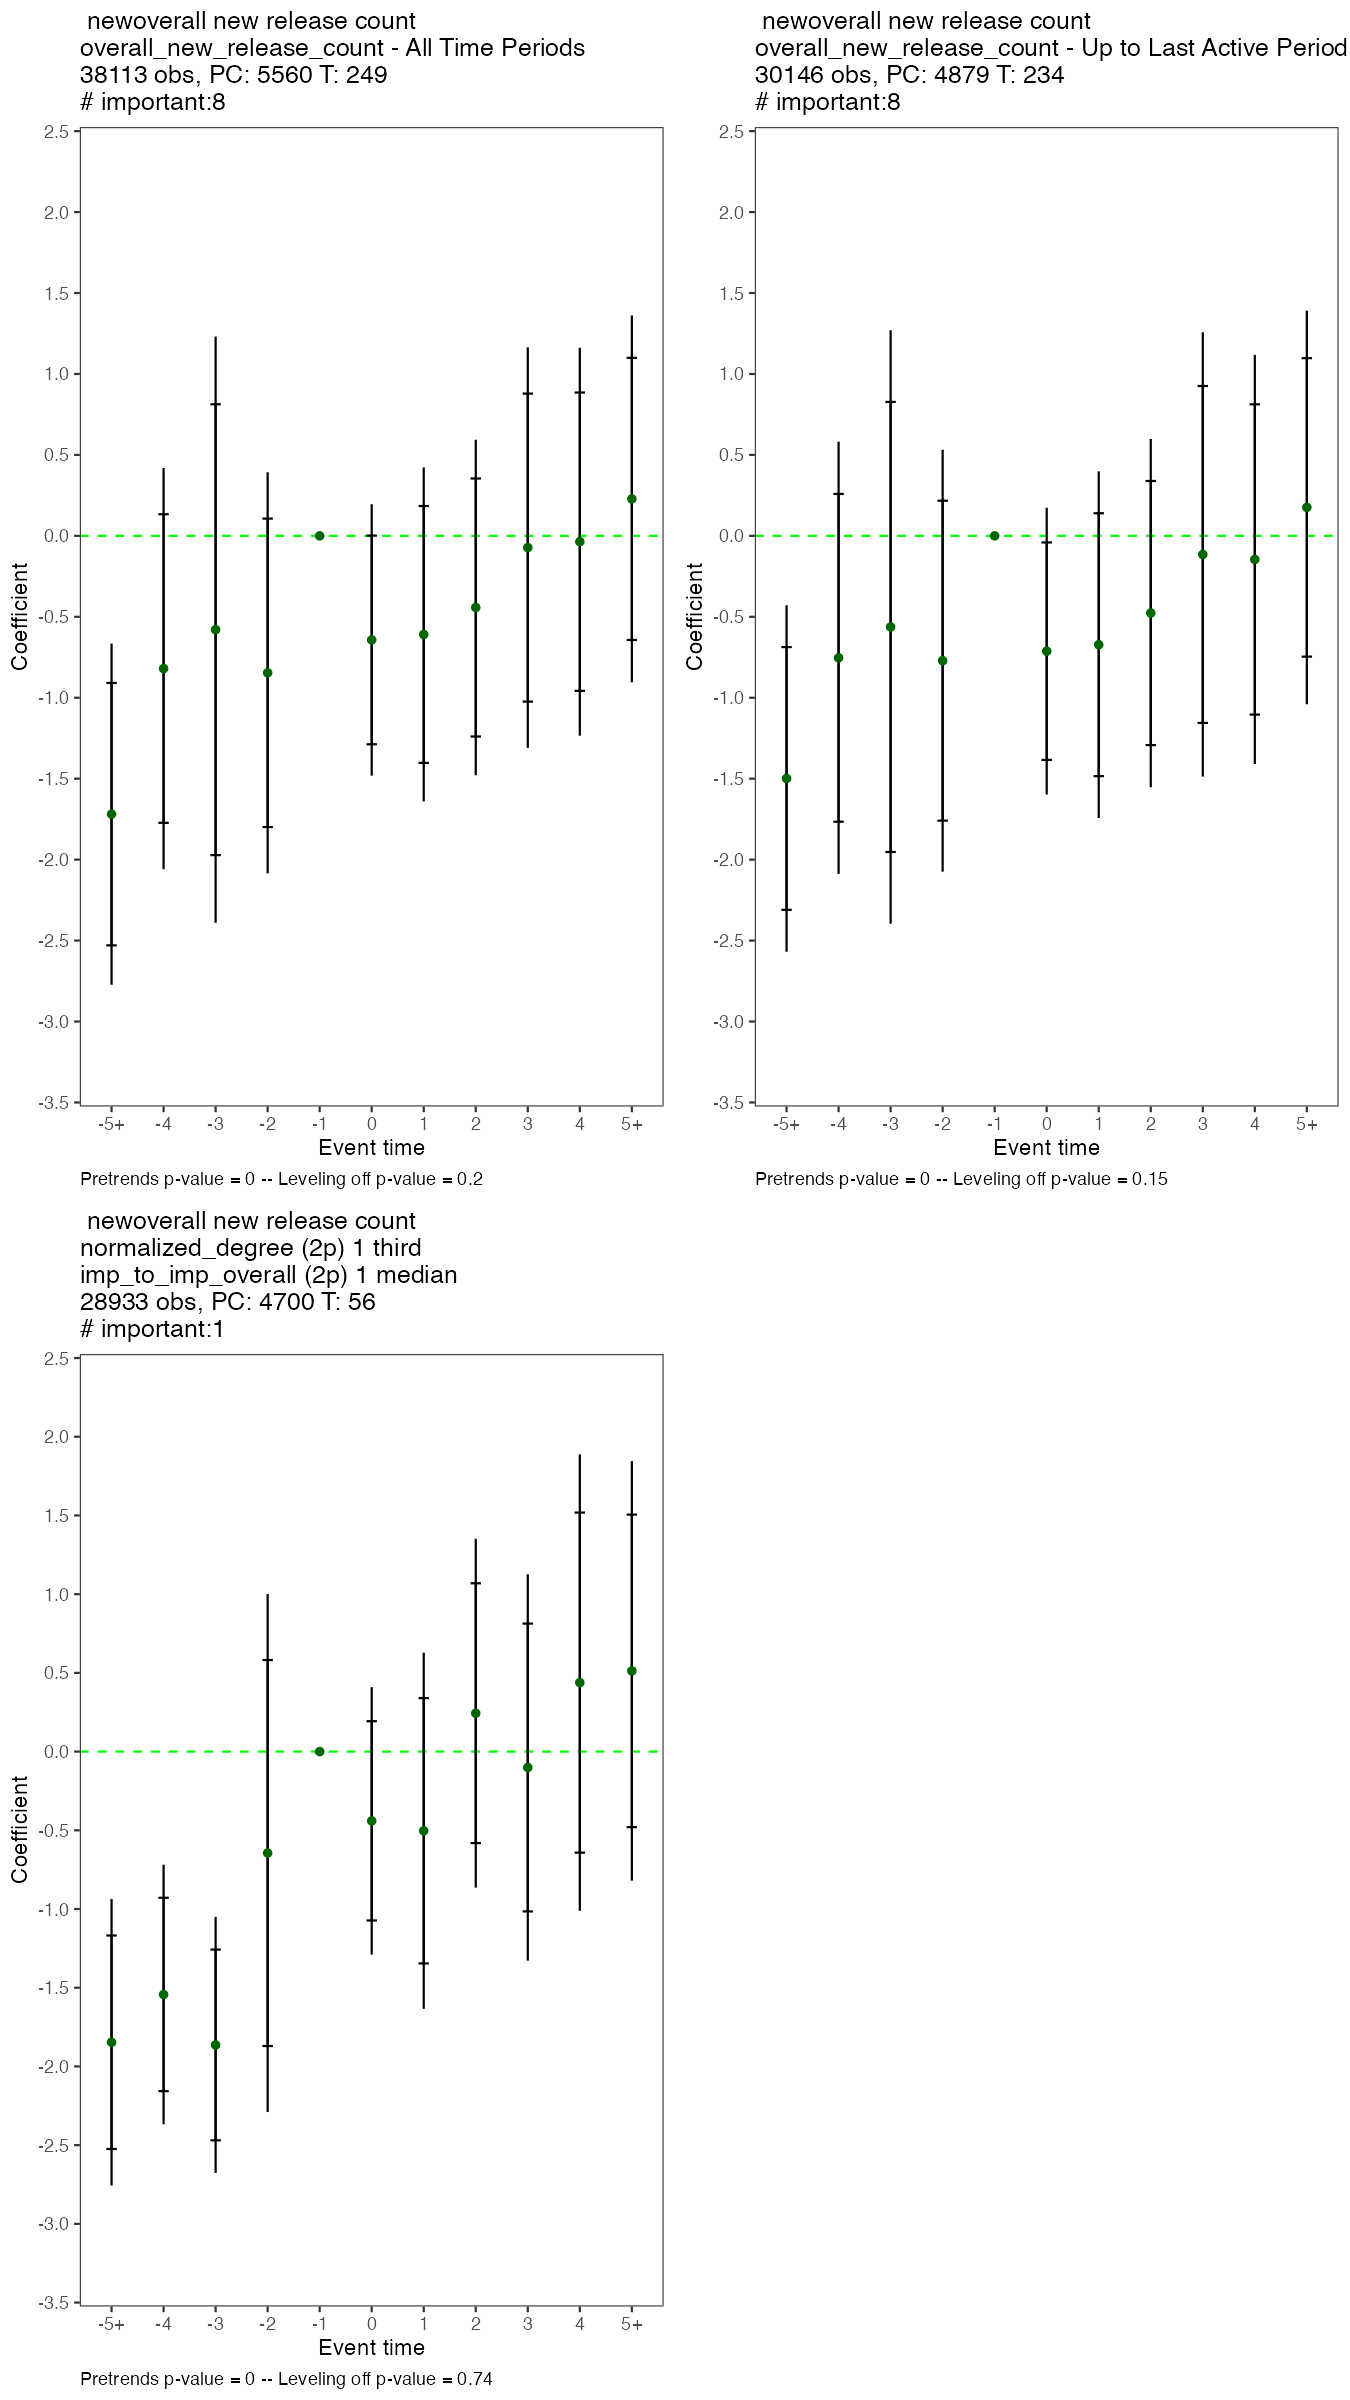 newoverall new release count
overall_new_release_count - All Time Periods
38113 obs, PC: 5560 T: 249
# important:8
2.5
2.0
1.5
1.0
0.5
0.0
-0.5
-1.0
-1.5
-2.0
-2.5
-3.0
-3.5
Coefficient
-5+ -4 -3 -2 -1 0 1 2 3 4 5+
Event time
Pretrends p-value = 0 -- Leveling off p-value = 0.2
newoverall new release count
overall_new_release_count - Up to Last Active Period
30146 obs, PC: 4879 T: 234
# important:8
2.5
2.0
1.5
1.0
0.5
0.0
-0.5
-1.0
-1.5
-2.0
-2.5
-3.0
-3.5
Coefficient
-5+ -4 -3 -2 -1 0 1 2 3 4 5+
Event time
Pretrends p-value = 0 -- Leveling off p-value = 0.15
newoverall new release count
normalized_degree (2p) 1 third
imp_to_imp_overall (2p) 1 median
28933 obs, PC: 4700 T: 56
# important:1
2.5
2.0
1.5
1.0
0.5
0.0
-0.5
-1.0
-1.5
-2.0
-2.5
-3.0
-3.5
Coefficient
-5+ -4 -3 -2 -1 0 1 2 3 4 5+
Event time
Pretrends p-value = 0 -- Leveling off p-value = 0.74